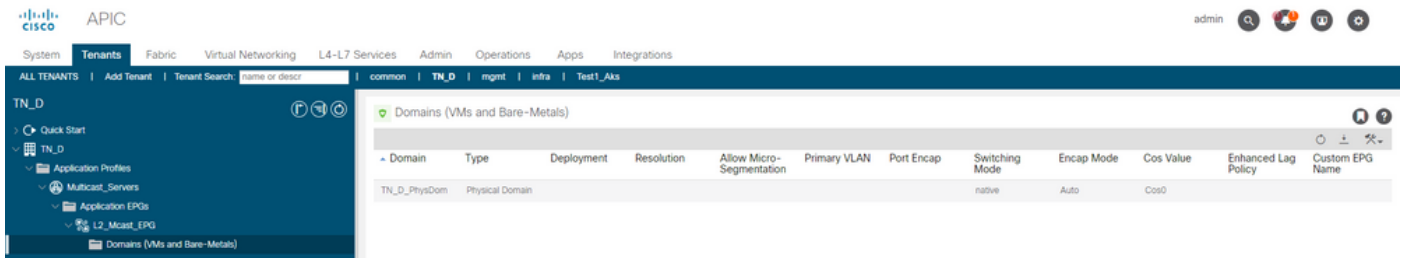 CISCO APIC admin
System Tenants Fabric Virtual Networking L4-L7 Services Admin Operations Apps Integrations
ALL TENANTS | Add Tenant | Tenant Search: name or descr | common | TN_D | mgmt | infra | Test1_Aks
TN_D
Quick Start
TN_D
Application Profiles
Multicast_Servers
Application EPGs
L2_Mcast_EPG
Domains (VMs and Bare-Metals)
Domains (VMs and Bare-Metals)
Domain Type Deployment Resolution Allow Micro-Segmentation Primary VLAN Port Encap Switching Mode Encap Mode Cos Value Enhanced Lag Policy Custom EPG Name
TN_D_PhysDom Physical Domain native Auto Cos0